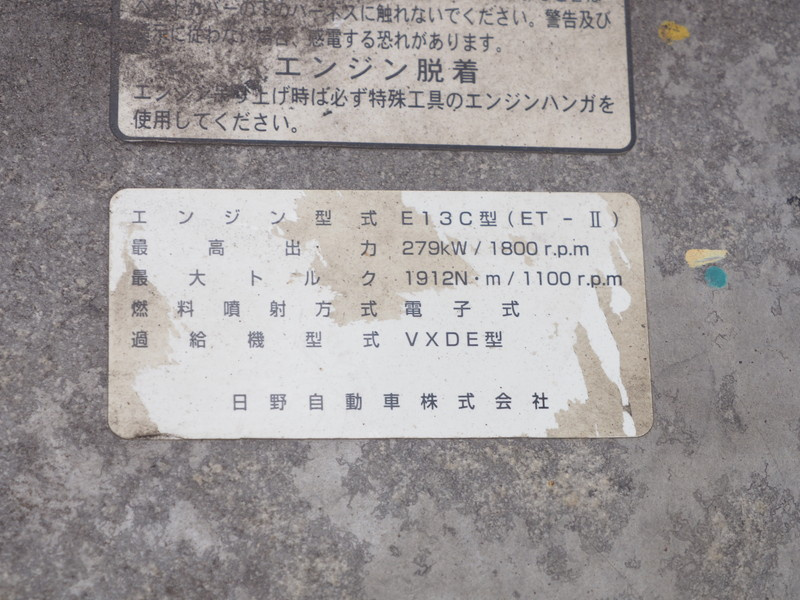 ヘッドカバーの下のハーネスに触れないでください。警告及び
指示に従わない場合、感電する恐れがあります。
エンジン脱着
エンジン吊り上げ時は必ず特殊工具のエンジンハンガを
使用してください。
エンジン型式 E13C型(ET-Ⅱ)
最高出力 279kW/1800r.p.m
最大トルク 1912N・m/1100r.p.m
燃料噴射方式 電子式
過給機型式 VXDE型
日野自動車株式会社